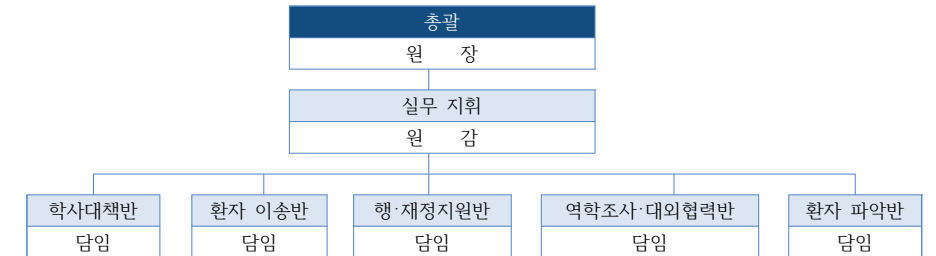 총괄
원 장
실무 지휘
원 감
학사대책반 환자 이송반 행·재정지원반 역학조사·대외협력반 환자 파악반
담임 담임 담임 담임 담임